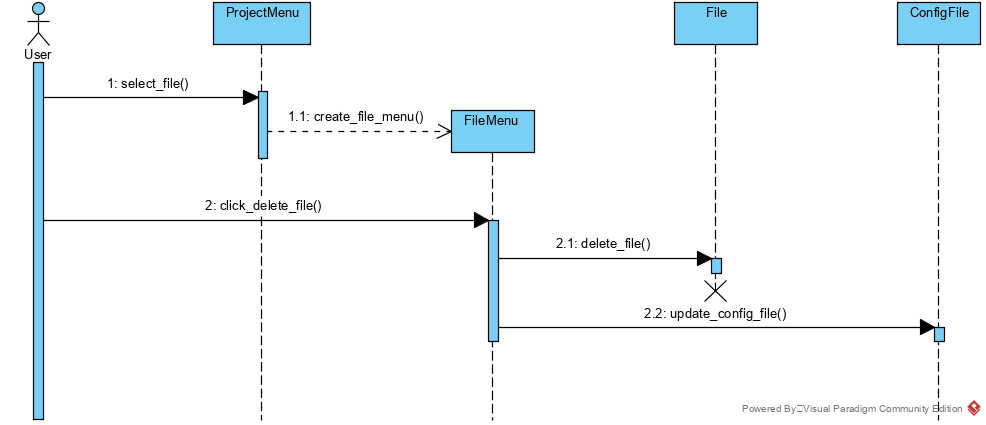 ProjectMenu
File
ConfigFile
User
1: select_file()
1.1: create_file_menu()
FileMenu
2: click_delete_file()
2.1: delete_file()
2.2: update_config_file()
Powered By Visual Paradigm Community Edition